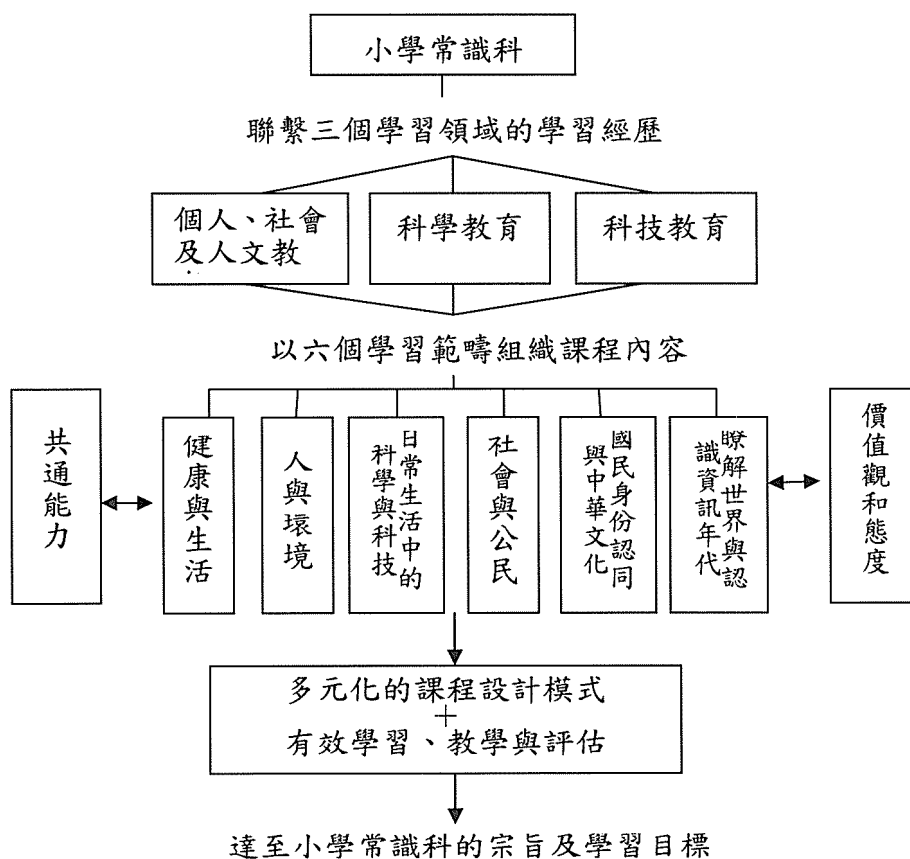 小學常識科
聯繫三個學習領域的學習經歷
個人、社會
及人文教
科學教育
科技教育
以六個學習範疇組織課程內容
共通能力
健康與生活
人與環境
日常生活中的
科學與科技
社會與公民
國民身份認同
與中華文化
瞭解世界與認
識資訊年代
價值觀和態度
多元化的課程設計模式
+
有效學習、教學與評估
達至小學常識科的宗旨及學習目標